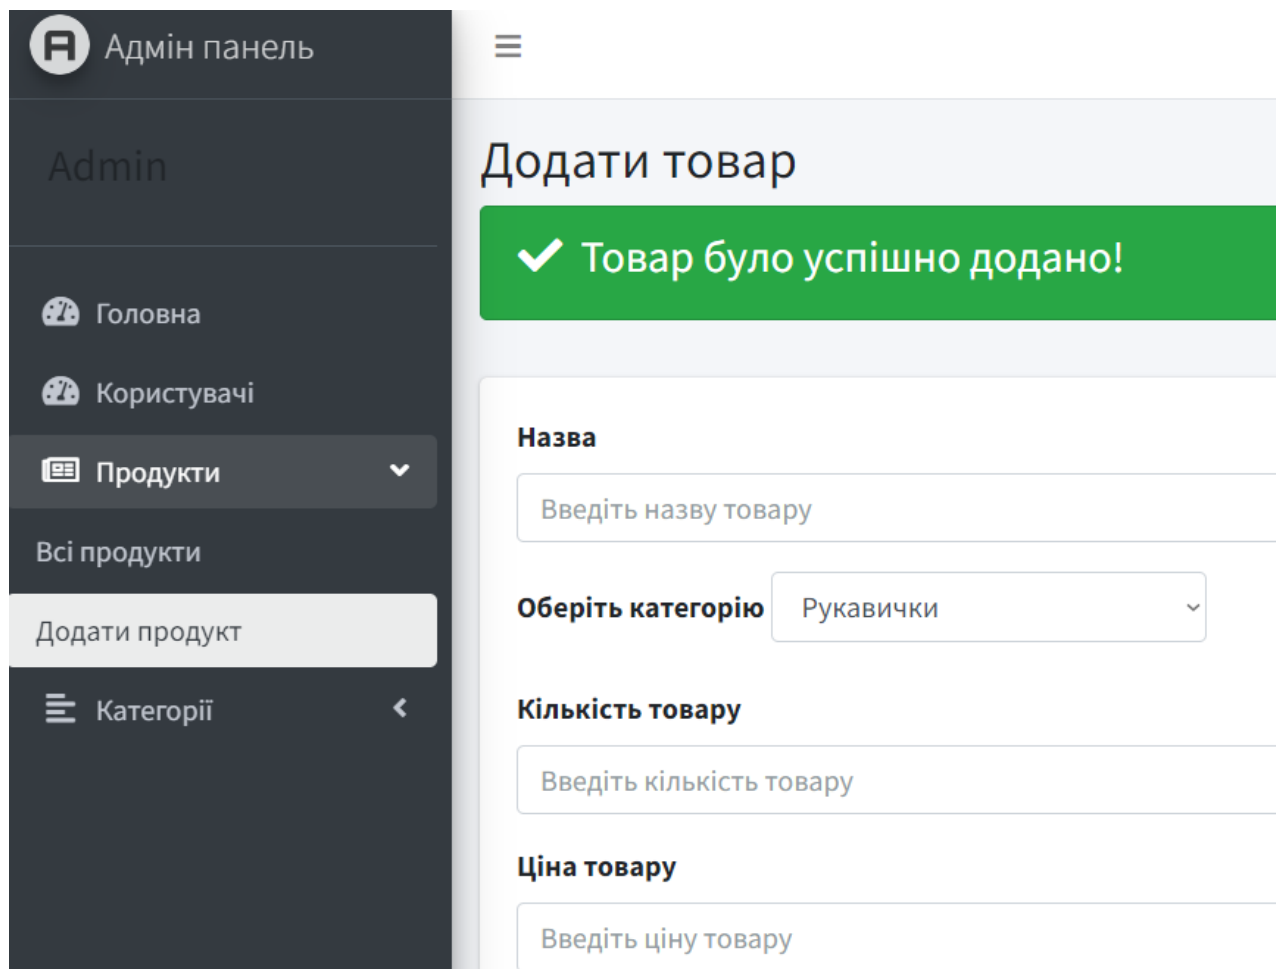 Адмін панель
Admin
Головна
Користувачі
Продукти
Всі продукти
Додати продукт
Категорії
Додати товар
Товар було успішно додано!
Назва
Введіть назву товару
Оберіть категорію Рукавички
Кількість товару
Введіть кількість товару
Ціна товару
Введіть ціну товару